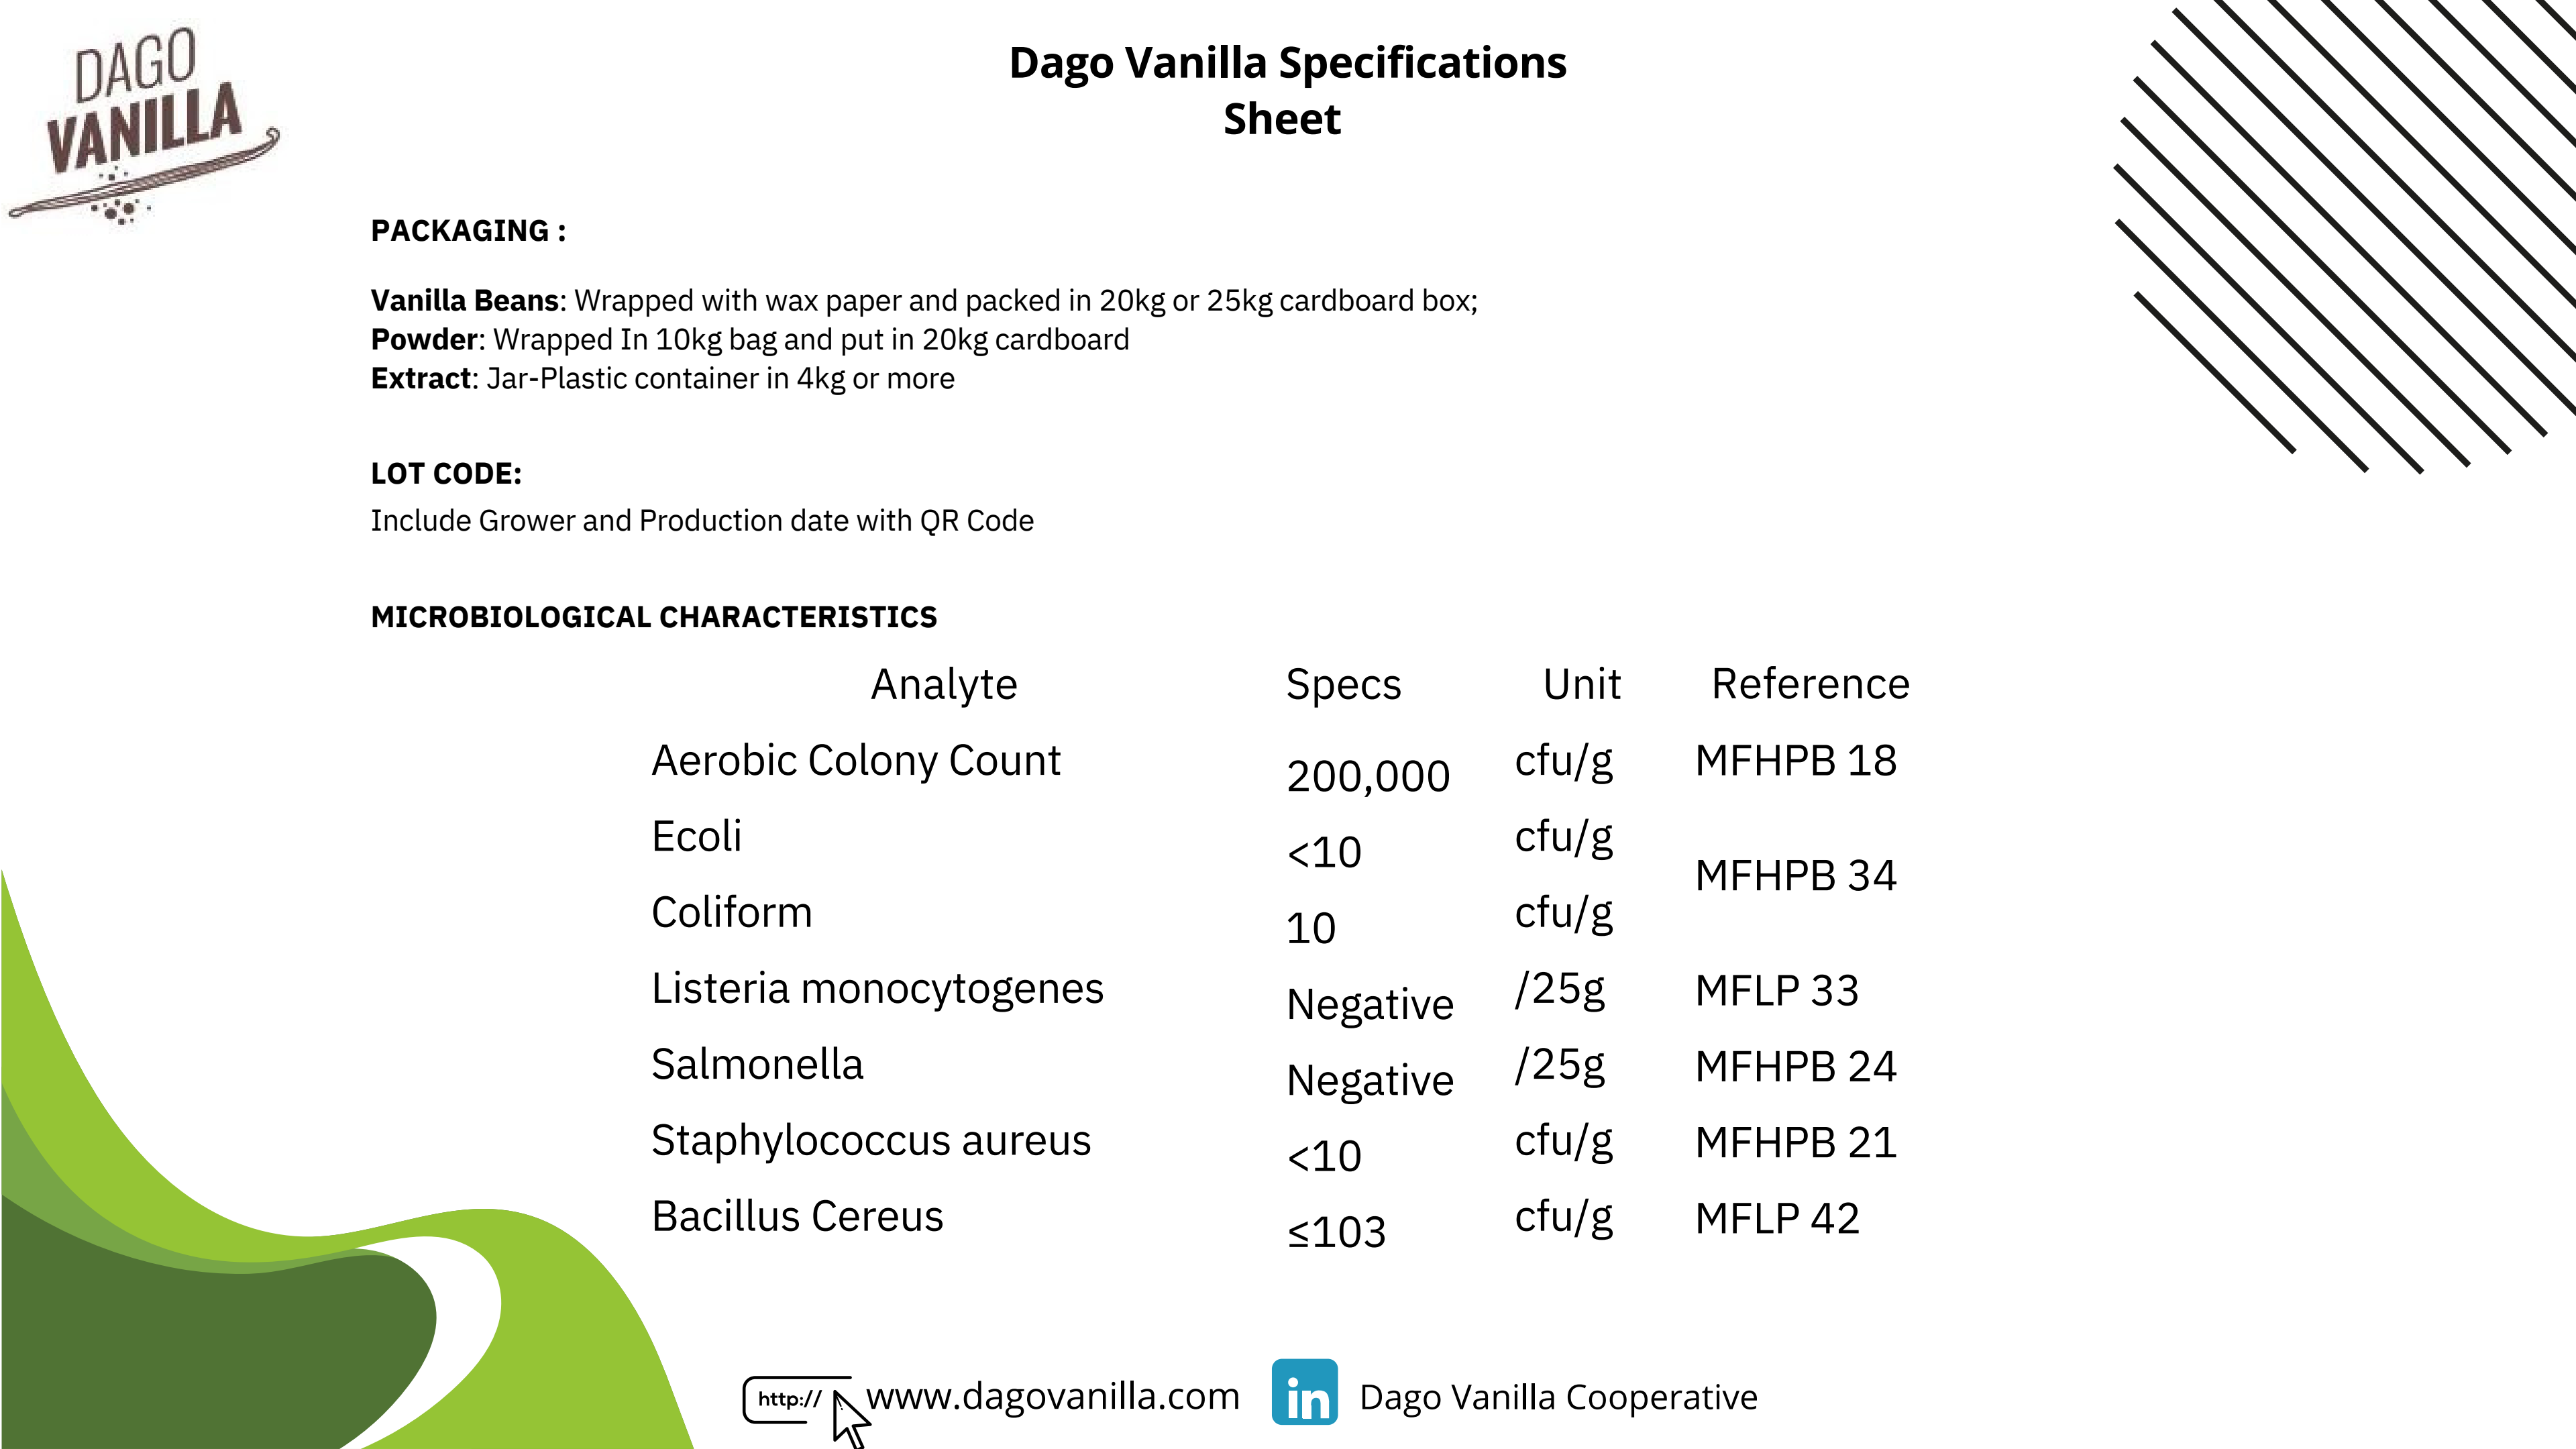 DAGO
VANILLA
Dago Vanilla Specifications
Sheet
PACKAGING :
Vanilla Beans: Wrapped with wax paper and packed in 20kg or 25kg cardboard box;
Powder: Wrapped In 10kg bag and put in 20kg cardboard
Extract: Jar-Plastic container in 4kg or more
LOT CODE:
Include Grower and Production date with QR Code
MICROBIOLOGICAL CHARACTERISTICS
Analyte Specs Unit Reference
Aerobic Colony Count 200,000 cfu/g MFHPB 18
Ecoli <10 cfu/g MFHPB 34
Coliform 10 cfu/g
Listeria monocytogenes Negative /25g MFLP 33
Salmonella Negative /25g MFHPB 24
Staphylococcus aureus <10 cfu/g MFHPB 21
Bacillus Cereus ≤103 cfu/g MFLP 42
http:// www.dagovanilla.com in Dago Vanilla Cooperative